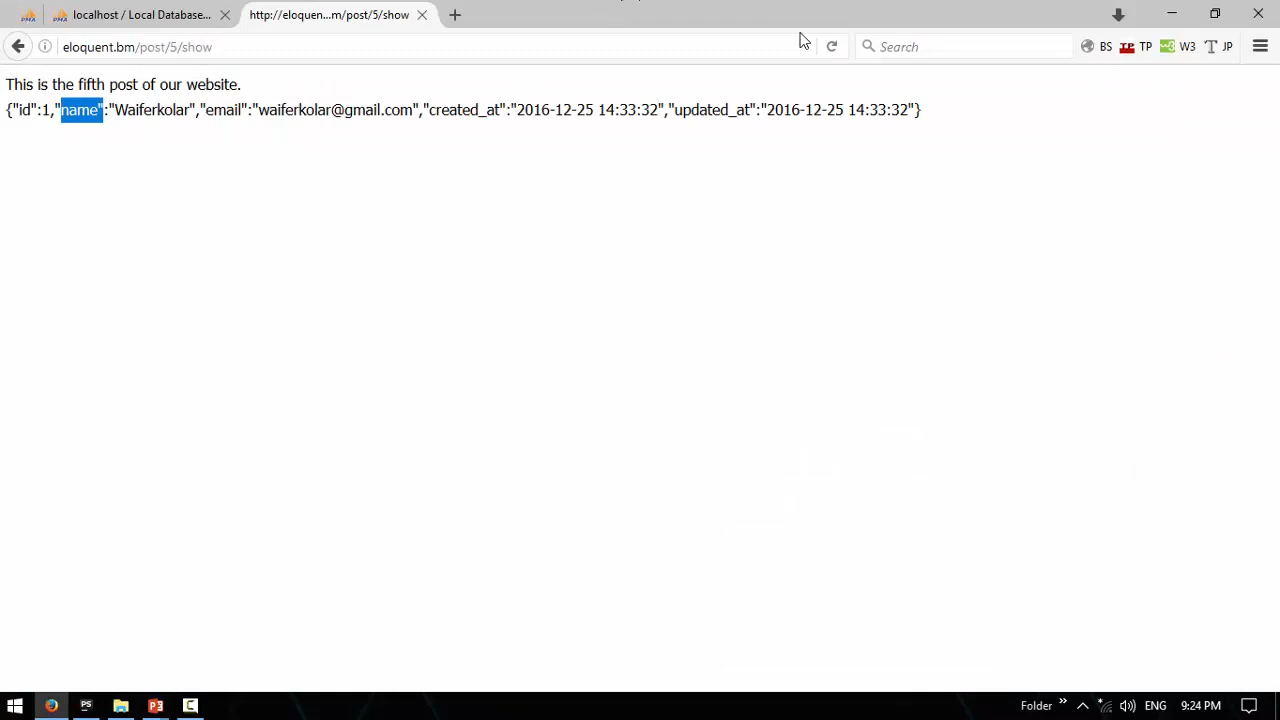 localhost / Local Database...
http://eloquen...m/post/5/show
eloquent.bm/post/5/show
Search
BS
TP
W3
JP
This is the fifth post of our website.
{"id":1,"name":"Waiferkolar","email":"waiferkolar@gmail.com","created_at":"2016-12-25 14:33:32","updated_at":"2016-12-25 14:33:32"}
Folder
ENG
9:24 PM